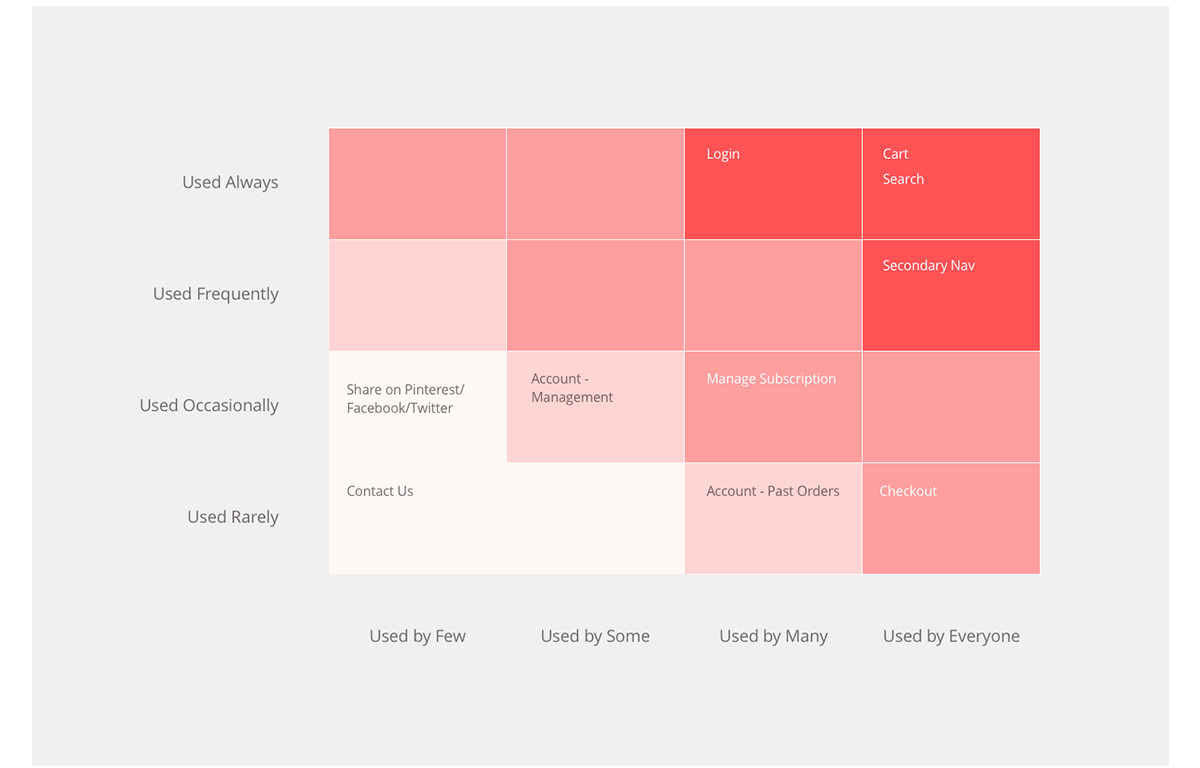 Used Always
Login
Cart
Search
Used Frequently
Secondary Nav
Used Occasionally
Share on Pinterest/
Facebook/Twitter
Account -
Management
Manage Subscription
Used Rarely
Contact Us
Account - Past Orders
Checkout
Used by Few
Used by Some
Used by Many
Used by Everyone